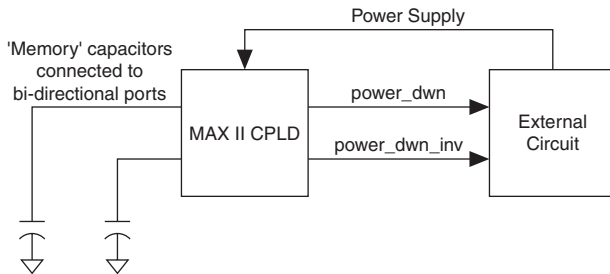 Power Supply
'Memory' capacitors
connected to
bi-directional ports
MAX II CPLD
power_dwn
power_dwn_inv
External
Circuit